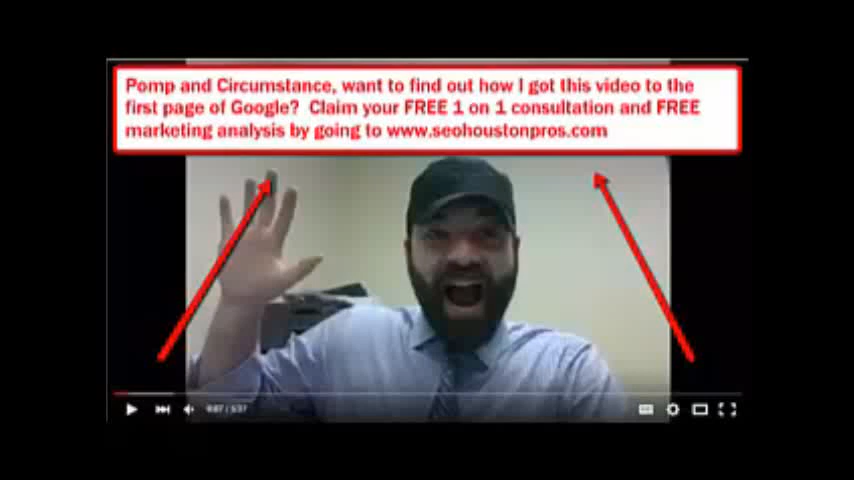 Pomp and Circumstance, want to find out how I got this video to the
first page of Google?  Claim your FREE 1 on 1 consultation and FREE
marketing analysis by going to www.seohoustonpros.com